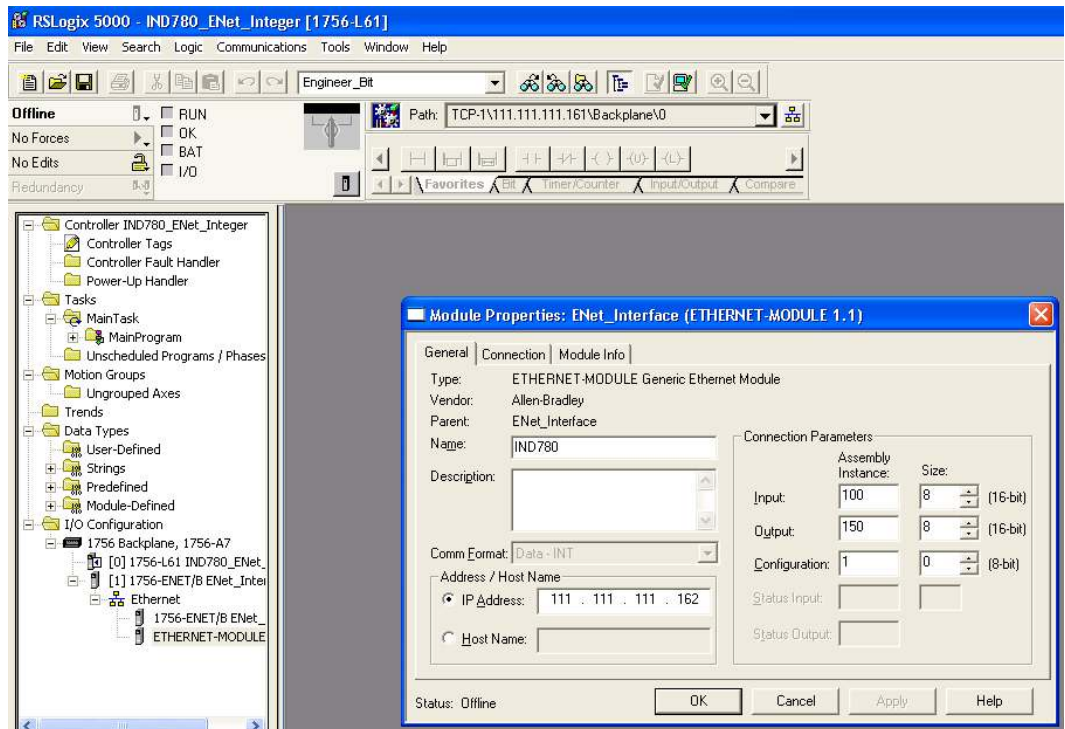 RSLogix 5000 - IND780_ENet_Integer [1756-L61]
File Edit View Search Logic Communications Tools Window Help
Engineer_Bit
Offline
RUN
No Forces
OK
No Edits
BAT
Redundancy
I/O
Path: TCP-1\111.111.111.161\Backplane\0
Favorites Bit Timer/Counter Input/Output Compare
Controller IND780_ENet_Integer
Controller Tags
Controller Fault Handler
Power-Up Handler
Tasks
MainTask
MainProgram
Unscheduled Programs / Phases
Motion Groups
Ungrouped Axes
Trends
Data Types
User-Defined
Strings
Predefined
Module-Defined
I/O Configuration
1756 Backplane, 1756-A7
[0] 1756-L61 IND780_ENet_
[1] 1756-ENET/B ENet_Inter
Ethernet
1756-ENET/B ENet_
ETHERNET-MODULE
Module Properties: ENet_Interface (ETHERNET-MODULE 1.1)
General Connection Module Info
Type: ETHERNET-MODULE Generic Ethernet Module
Vendor: Allen-Bradley
Parent: ENet_Interface
Name: IND780
Description:
Comm Format: Data - INT
Address / Host Name
IP Address: 111 . 111 . 111 . 162
Host Name:
Connection Parameters
Assembly Instance: Size:
Input: 100 8 (16-bit)
Output: 150 8 (16-bit)
Configuration: 1 0 (8-bit)
Status Input:
Status Output:
Status: Offline
OK Cancel Apply Help